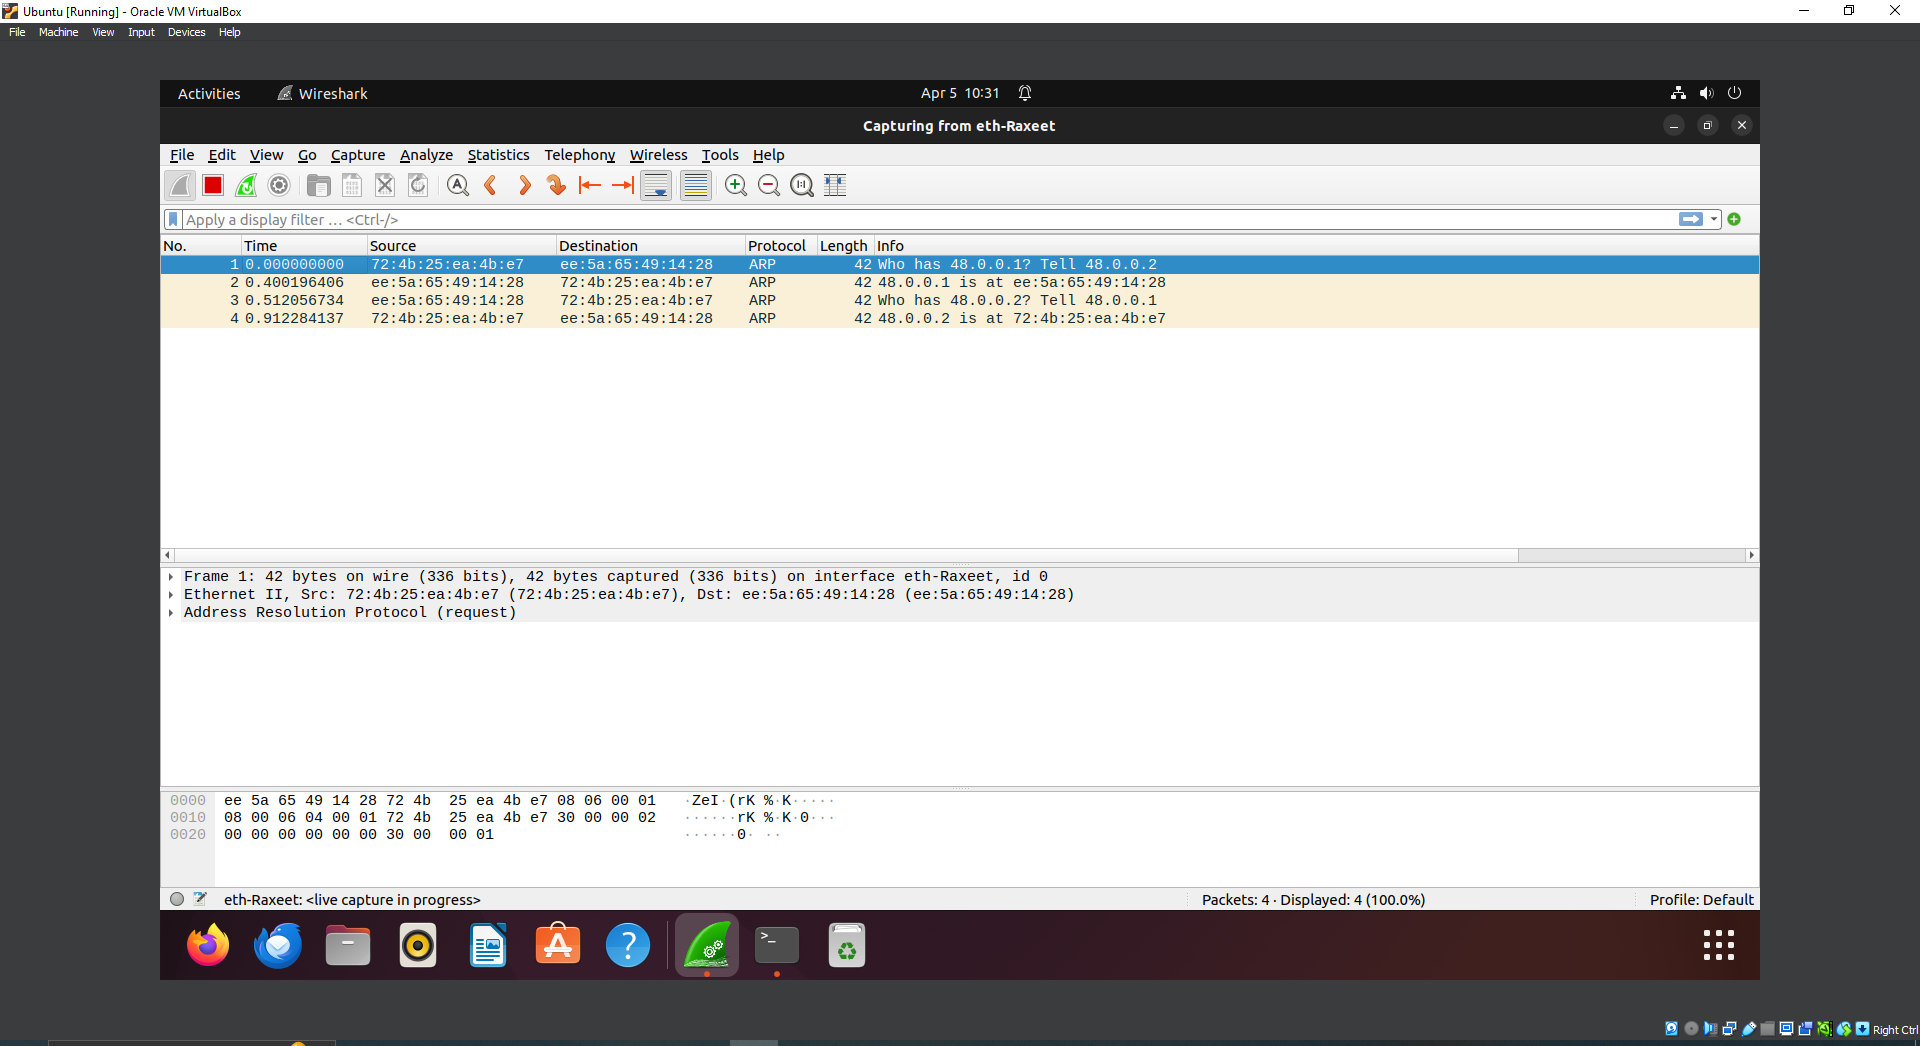 Ubuntu [Running] - Oracle VM VirtualBox
File Machine View Input Devices Help
Activities Wireshark Apr 5 10:31
Capturing from eth-Raxeet
File Edit View Go Capture Analyze Statistics Telephony Wireless Tools Help
Apply a display filter … <Ctrl-/>
No. Time Source Destination Protocol Length Info
1 0.000000000 72:4b:25:ea:4b:e7 ee:5a:65:49:14:28 ARP 42 Who has 48.0.0.1? Tell 48.0.0.2
2 0.400196406 ee:5a:65:49:14:28 72:4b:25:ea:4b:e7 ARP 42 48.0.0.1 is at ee:5a:65:49:14:28
3 0.512056734 ee:5a:65:49:14:28 72:4b:25:ea:4b:e7 ARP 42 Who has 48.0.0.2? Tell 48.0.0.1
4 0.912284137 72:4b:25:ea:4b:e7 ee:5a:65:49:14:28 ARP 42 48.0.0.2 is at 72:4b:25:ea:4b:e7
Frame 1: 42 bytes on wire (336 bits), 42 bytes captured (336 bits) on interface eth-Raxeet, id 0
Ethernet II, Src: 72:4b:25:ea:4b:e7 (72:4b:25:ea:4b:e7), Dst: ee:5a:65:49:14:28 (ee:5a:65:49:14:28)
Address Resolution Protocol (request)
0000 ee 5a 65 49 14 28 72 4b 25 ea 4b e7 08 06 00 01 ·ZeI·(rK %·K·····
0010 08 00 06 04 00 01 72 4b 25 ea 4b e7 30 00 00 02 ······rK %·K·0···
0020 00 00 00 00 00 00 30 00 00 01 ······0· ··
eth-Raxeet: <live capture in progress> Packets: 4 · Displayed: 4 (100.0%) Profile: Default
Right Ctrl